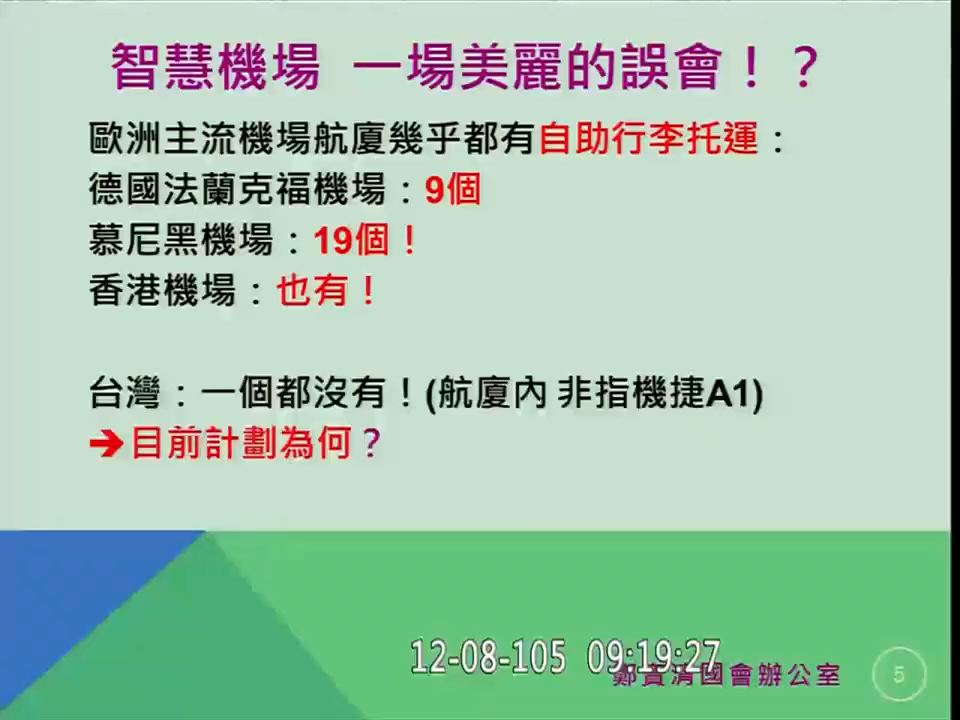 智慧機場 一場美麗的誤會！？
歐洲主流機場航廈幾乎都有自助行李托運：
德國法蘭克福機場：9個
慕尼黑機場：19個！
香港機場：也有！
台灣：一個都沒有！(航廈內 非指機捷A1)
➔目前計劃為何？
12-08-105 09:19:27
鄭寶清國會辦公室
5